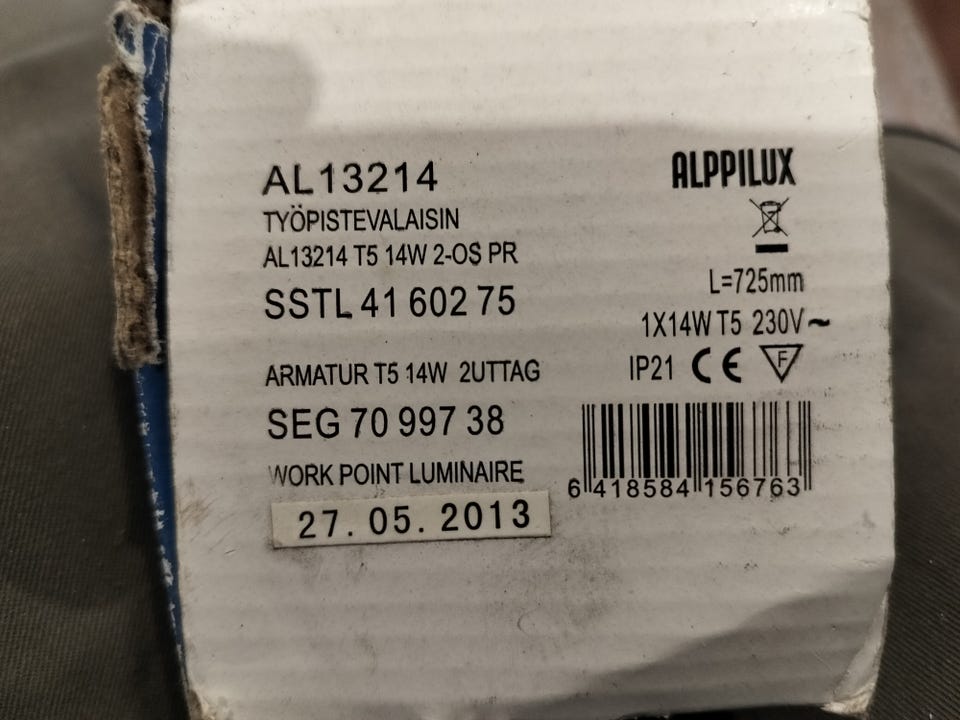 AL13214
TYÖPISTEVALAISIN
AL13214 T5 14W 2-OS PR
SSTL 41 602 75
ARMATUR T5 14W 2UTTAG
SEG 70 997 38
WORK POINT LUMINAIRE
27. 05. 2013
ALPPILUX
L=725mm
1X14W T5 230V~
IP21 CE F
6 418584 156763